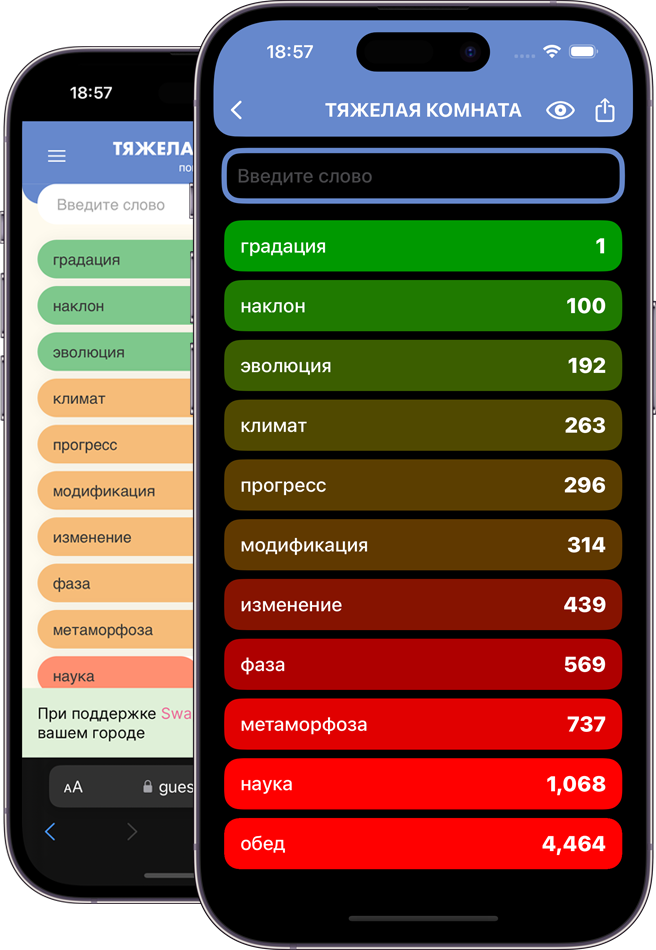 18:57
ТЯЖЕЛА
Введите слово
градация
наклон
эволюция
климат
прогресс
модификация
изменение
фаза
метаморфоза
наука
При поддержке Swa
вашем городе
AA
gues
18:57
ТЯЖЕЛАЯ КОМНАТА
Введите слово
градация 1
наклон 100
эволюция 192
климат 263
прогресс 296
модификация 314
изменение 439
фаза 569
метаморфоза 737
наука 1,068
обед 4,464